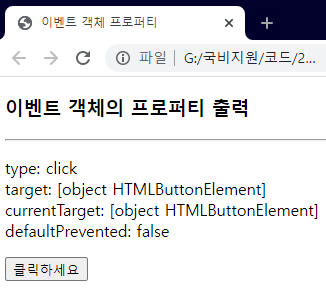 이벤트 객체 프로퍼티
파일 | G:/국비지원/코드/2...
이벤트 객체의 프로퍼티 출력
type: click
target: [object HTMLButtonElement]
currentTarget: [object HTMLButtonElement]
defaultPrevented: false
클릭하세요